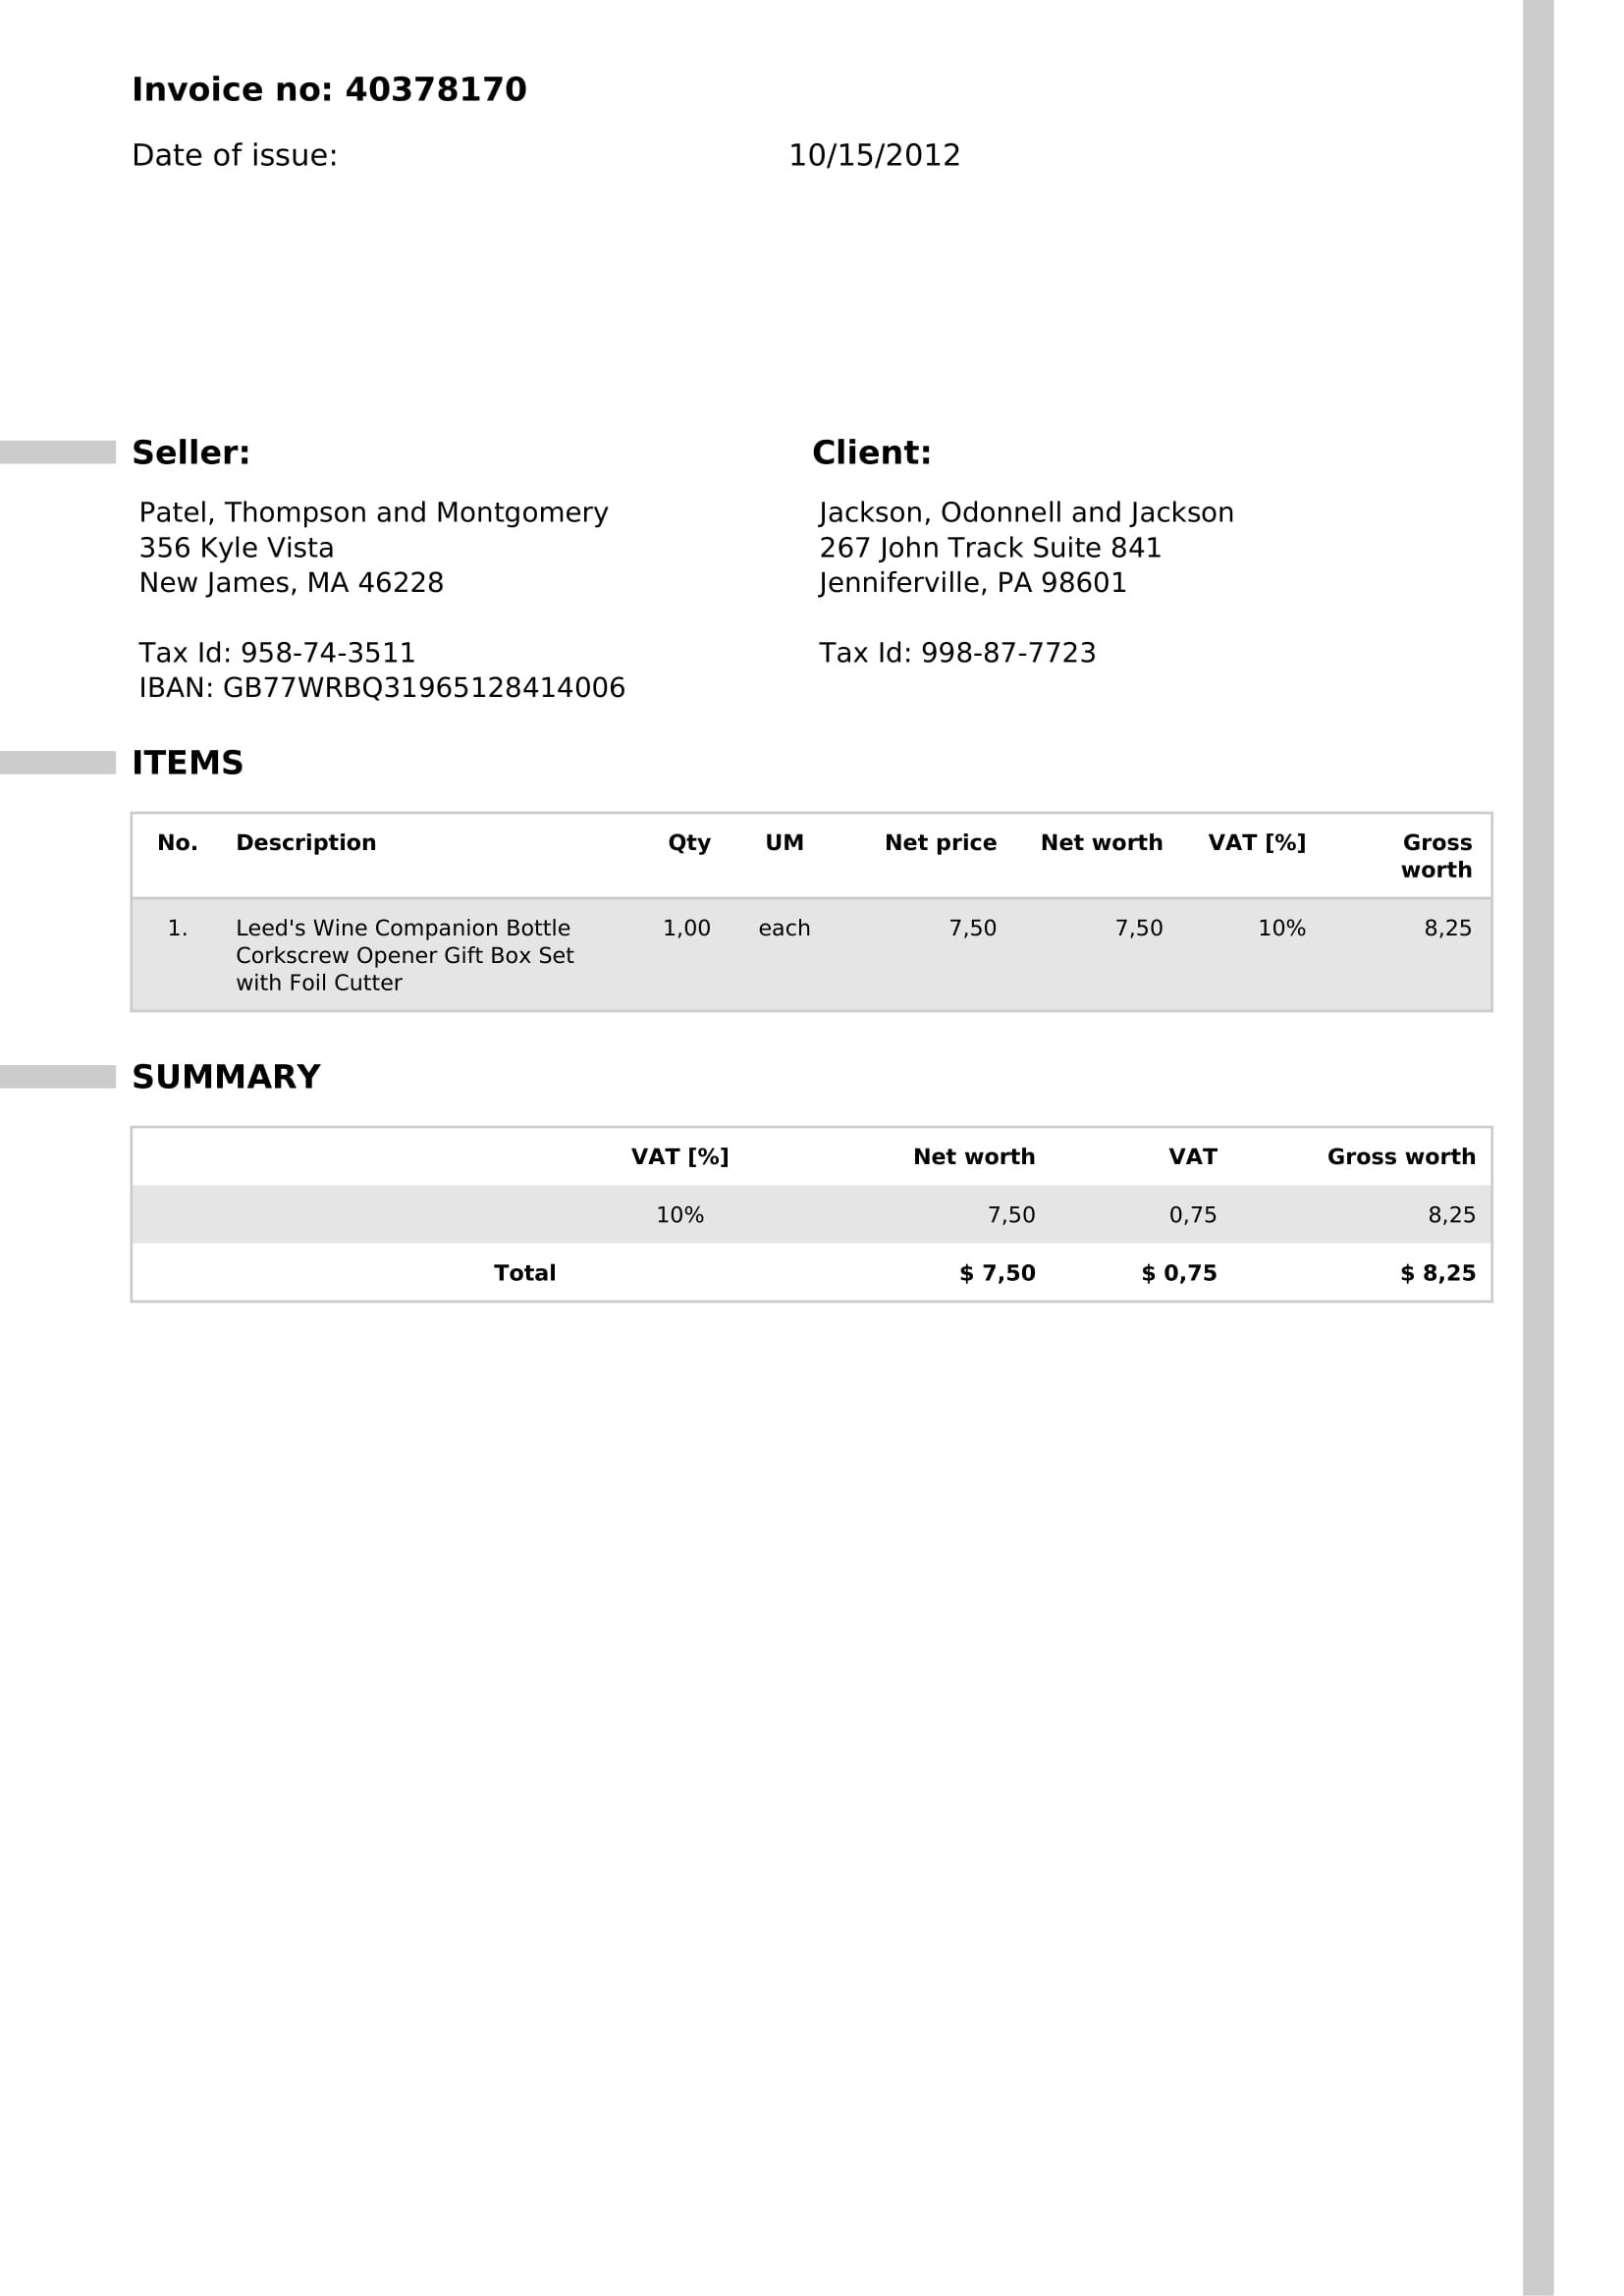 Invoice no: 40378170
Date of issue: 10/15/2012
Seller:
Patel, Thompson and Montgomery
356 Kyle Vista
New James, MA 46228
Tax Id: 958-74-3511
IBAN: GB77WRBQ31965128414006
Client:
Jackson, Odonnell and Jackson
267 John Track Suite 841
Jenniferville, PA 98601
Tax Id: 998-87-7723
ITEMS
No. Description Qty UM Net price Net worth VAT [%] Gross
worth
1. Leed's Wine Companion Bottle 1,00 each 7,50 7,50 10% 8,25
Corkscrew Opener Gift Box Set
with Foil Cutter
SUMMARY
VAT [%] Net worth VAT Gross worth
10% 7,50 0,75 8,25
Total $ 7,50 $ 0,75 $ 8,25